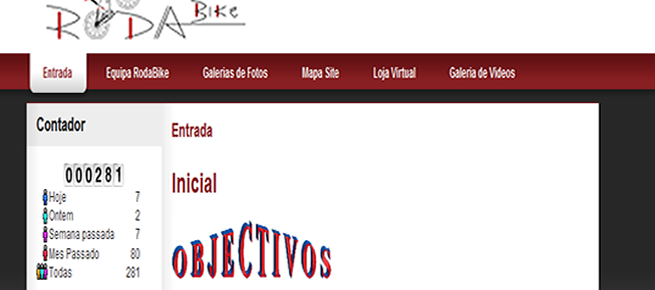 RODA Bike
Entrada Equipa RodaBike Galerias de Fotos Mapa Site Loja Virtual Galeria de Videos
Contador
000281
Hoje 7
Ontem 2
Semana passada 7
Mes Passado 80
Todas 281
Entrada
Inicial
OBJECTIVOS